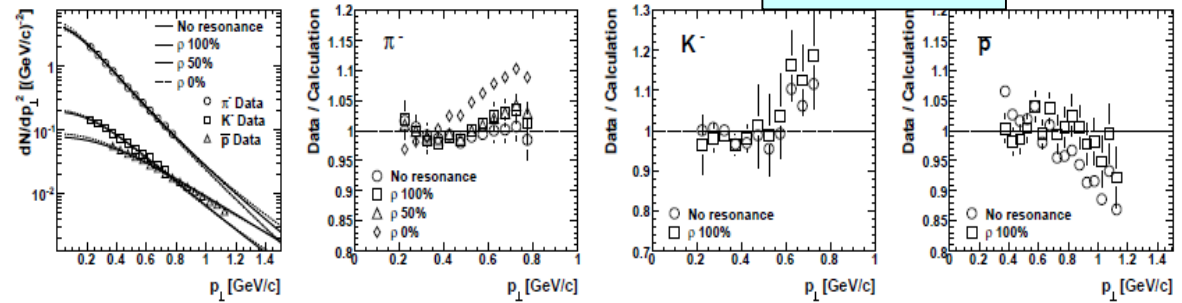 dN/dp⊥² [(GeV/c)⁻²]
1
10⁻¹
10⁻²
No resonance
ρ 100%
ρ 50%
ρ 0%
π⁻ Data
K⁻ Data
p̅ Data
0.2 0.4 0.6 0.8 1 1.2 1.4
p⊥ [GeV/c]
Data / Calculation
1.2
1.15
1.1
1.05
1
0.95
0.9
0.85
0.8
π⁻
No resonance
ρ 100%
ρ 50%
ρ 0%
0 0.2 0.4 0.6 0.8 1
p⊥ [GeV/c]
Data / Calculation
1.3
1.2
1.1
1
0.9
0.8
0.7
K⁻
No resonance
ρ 100%
0 0.2 0.4 0.6 0.8 1
p⊥ [GeV/c]
Data / Calculation
1.2
1.15
1.1
1.05
1
0.95
0.9
0.85
0.8
p̅
No resonance
ρ 100%
0 0.2 0.4 0.6 0.8 1 1.2 1.4
p⊥ [GeV/c]